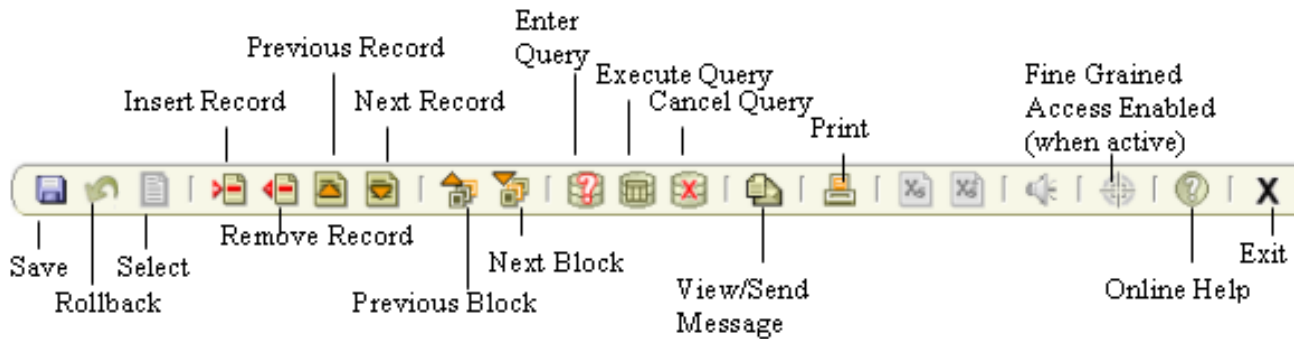 Enter
Query
Previous Record
Execute Query
Fine Grained
Access Enabled
(when active)
Insert Record
Next Record
Cancel Query
Print
Remove Record
Save
Select
Next Block
Exit
Rollback
Previous Block
View/Send
Message
Online Help